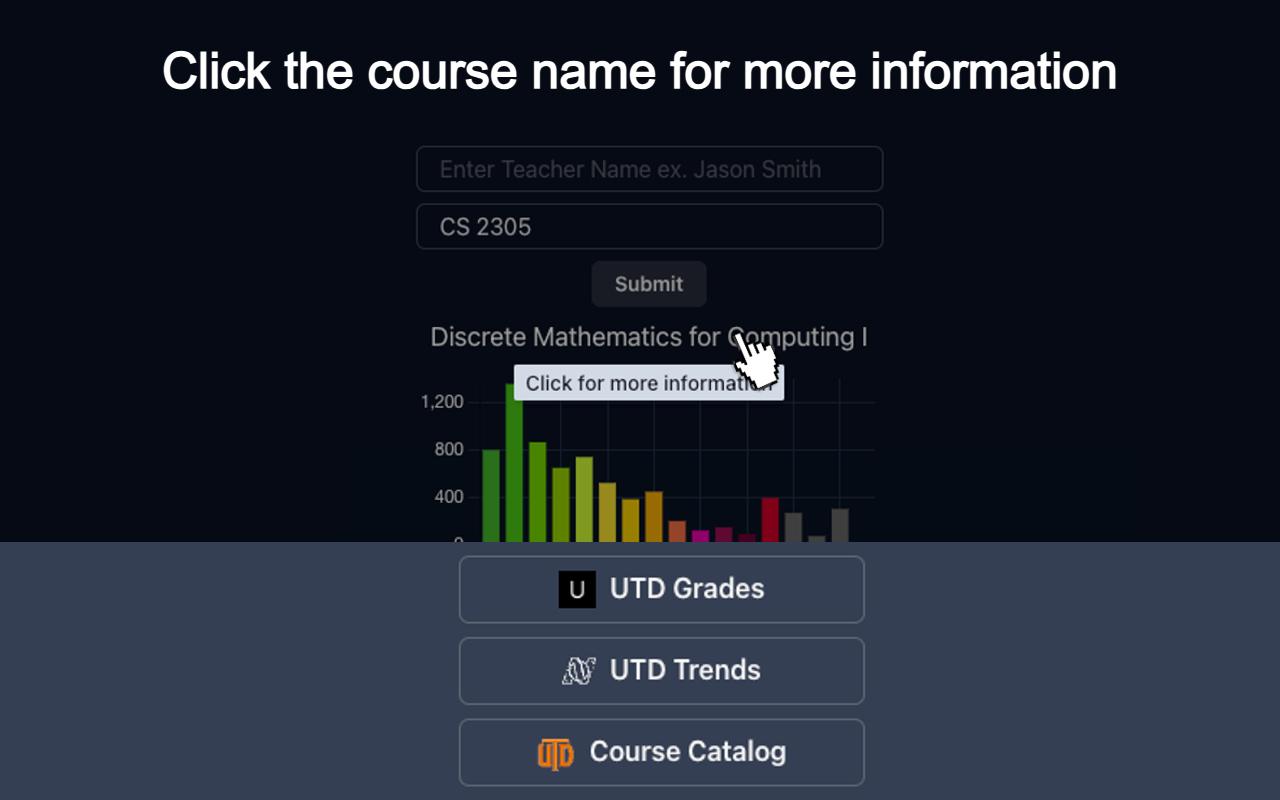 Click the course name for more information
Enter Teacher Name ex. Jason Smith
CS 2305
Submit
Discrete Mathematics for Computing I
Click for more information
1,200
800
400
0
U UTD Grades
UTD Trends
UTD Course Catalog